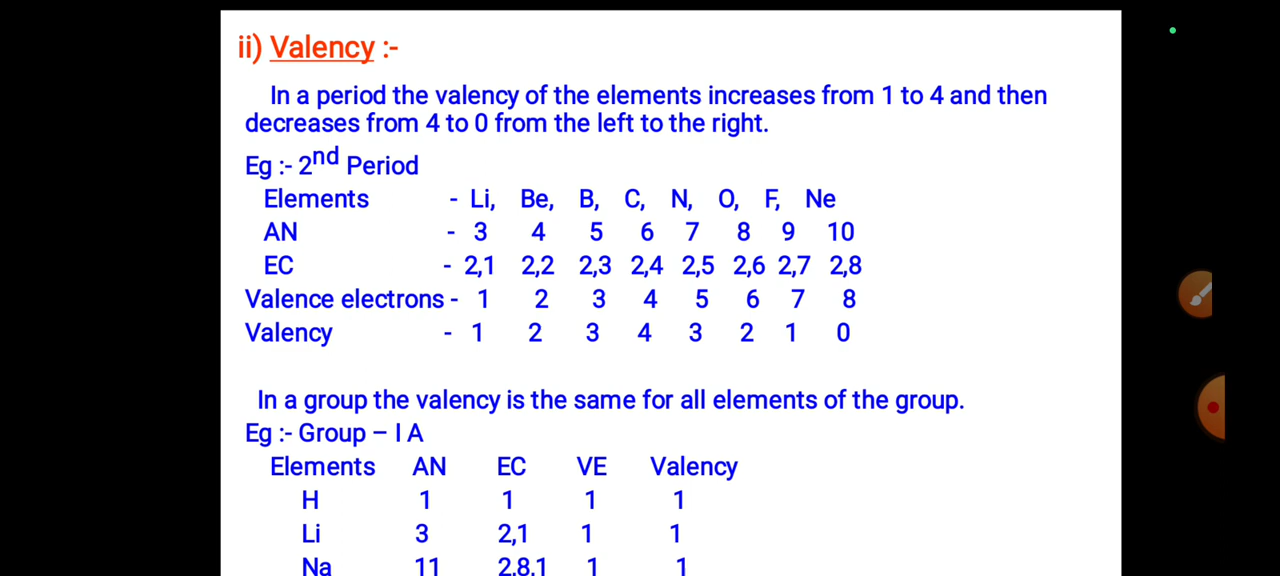 ii) Valency :-
In a period the valency of the elements increases from 1 to 4 and then
decreases from 4 to 0 from the left to the right.
Eg :- 2nd Period
Elements - Li, Be, B, C, N, O, F, Ne
AN - 3 4 5 6 7 8 9 10
EC - 2,1 2,2 2,3 2,4 2,5 2,6 2,7 2,8
Valence electrons - 1 2 3 4 5 6 7 8
Valency - 1 2 3 4 3 2 1 0
In a group the valency is the same for all elements of the group.
Eg :- Group – I A
Elements AN EC VE Valency
H 1 1 1 1
Li 3 2,1 1 1
Na 11 2,8,1 1 1